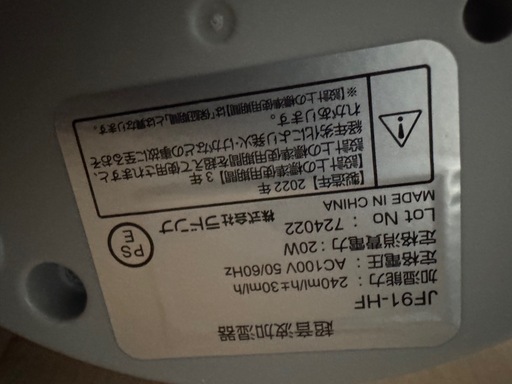 超音波加湿器
JF91-HF
加湿能力：240ml/h±30ml/h
定格電圧：AC100V 50/60Hz
定格消費電力：20W
Lot No：724022
MADE IN CHINA
株式会社ラドンナ
PS
E
【製造年】2022年
【設計上の標準使用期間】3年
設計上の標準使用期間を超えて使用されますと、
経年劣化により発火・けがなどの事故に至るおそ
れがあります。
※【設計上の標準使用期間】は「保証期間」とは異なります。